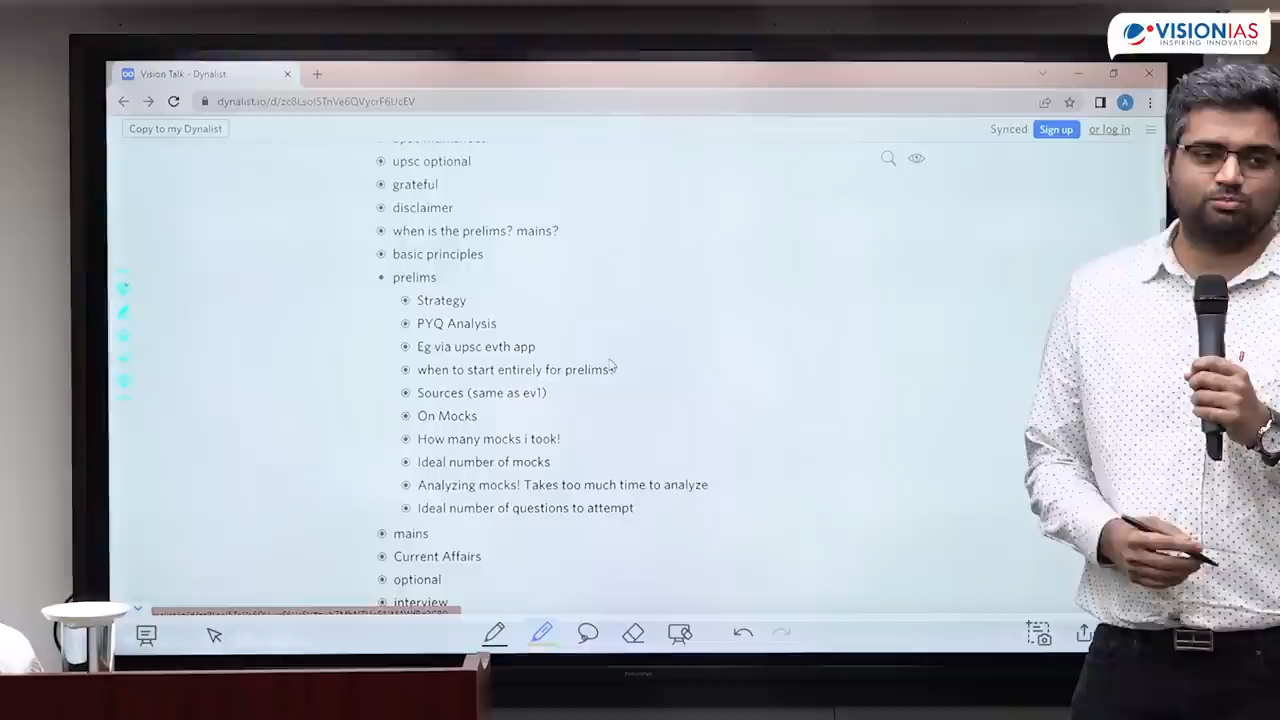 VISIONIAS
INSPIRING INNOVATION
Vision Talk - Dynalist
dynalist.io/d/zc8LsoI5TnVe6QVycrF6UcEV
A
Copy to my Dynalist
Synced
Sign up
or log in
upsc optional
grateful
disclaimer
when is the prelims? mains?
basic principles
prelims
Strategy
PYQ Analysis
Eg via upsc evth app
when to start entirely for prelims?
Sources (same as ev1)
On Mocks
How many mocks i took!
Ideal number of mocks
Analyzing mocks! Takes too much time to analyze
Ideal number of questions to attempt
mains
Current Affairs
optional
interview